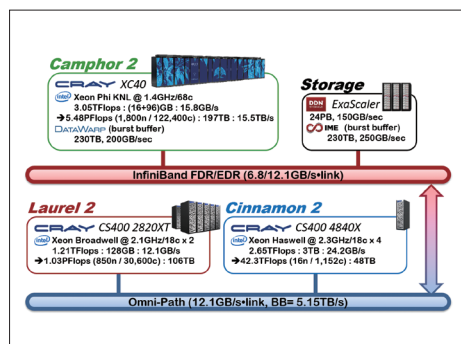 Camphor 2
CRAY XC40
intel Xeon Phi KNL @ 1.4GHz/68c
3.05TFlops : (16+96)GB : 15.8GB/s
➔5.48PFlops (1,800n / 122,400c) : 197TB : 15.5TB/s
DATAWARP (burst buffer)
230TB, 200GB/sec
Storage
DDN ExaScaler
24PB, 150GB/sec
IME (burst buffer)
230TB, 250GB/sec
InfiniBand FDR/EDR (6.8/12.1GB/s•link)
Laurel 2
CRAY CS400 2820XT
intel Xeon Broadwell @ 2.1GHz/18c x 2
1.21TFlops : 128GB : 12.1GB/s
➔1.03PFlops (850n / 30,600c) : 106TB
Cinnamon 2
CRAY CS400 4840X
intel Xeon Haswell @ 2.3GHz/18c x 4
2.65TFlops : 3TB : 24.2GB/s
➔42.3TFlops (16n / 1,152c) : 48TB
Omni-Path (12.1GB/s•link, BB= 5.15TB/s)